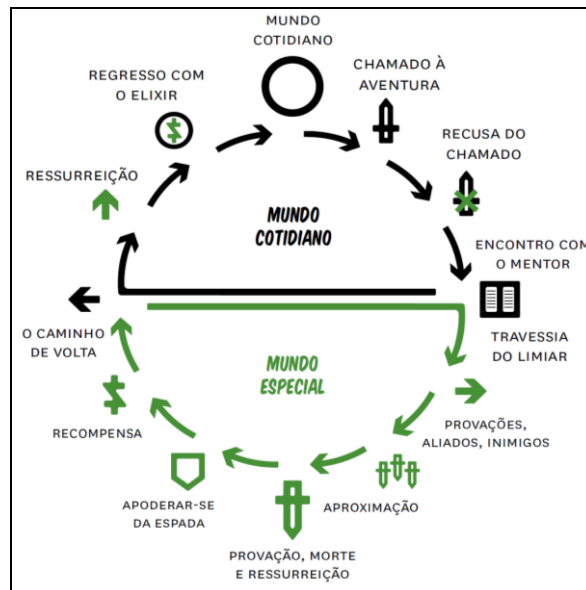 MUNDO
COTIDIANO
CHAMADO À
AVENTURA
RECUSA DO
CHAMADO
ENCONTRO COM
O MENTOR
TRAVESSIA
DO LIMIAR
PROVAÇÕES,
ALIADOS, INIMIGOS
APROXIMAÇÃO
PROVAÇÃO, MORTE
E RESSUREIÇÃO
APODERAR-SE
DA ESPADA
RECOMPENSA
O CAMINHO
DE VOLTA
RESSURREIÇÃO
REGRESSO COM
O ELIXIR
MUNDO
COTIDIANO
MUNDO
ESPECIAL